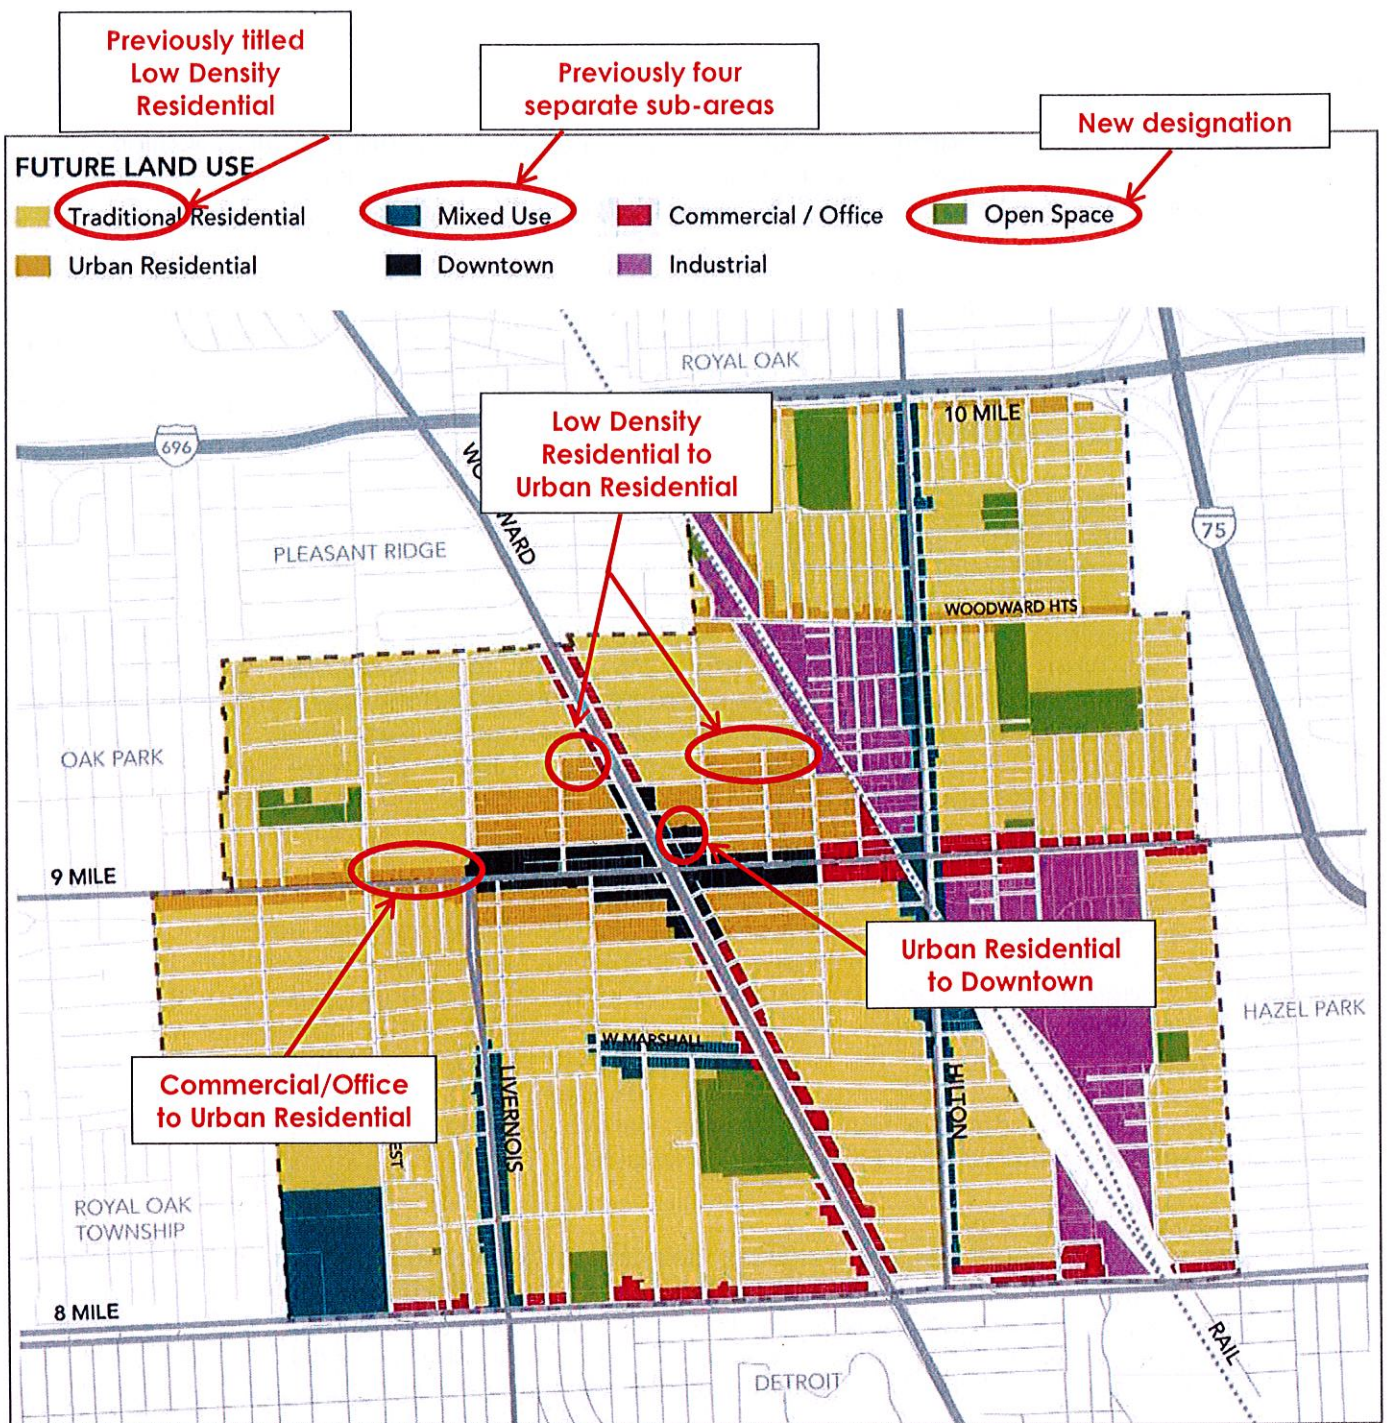 Previously titled
Low Density
Residential
Previously four
separate sub-areas
New designation
FUTURE LAND USE
Traditional Residential
Mixed Use
Commercial / Office
Open Space
Urban Residential
Downtown
Industrial
ROYAL OAK
696
10 MILE
Low Density
Residential to
Urban Residential
WARD
75
PLEASANT RIDGE
WOODWARD HTS
OAK PARK
9 MILE
Urban Residential
to Downtown
HAZEL PARK
W MARSHALL
Commercial/Office
to Urban Residential
LIVERNOIS
HILTON
EST
ROYAL OAK
TOWNSHIP
8 MILE
RAIL
DETROIT